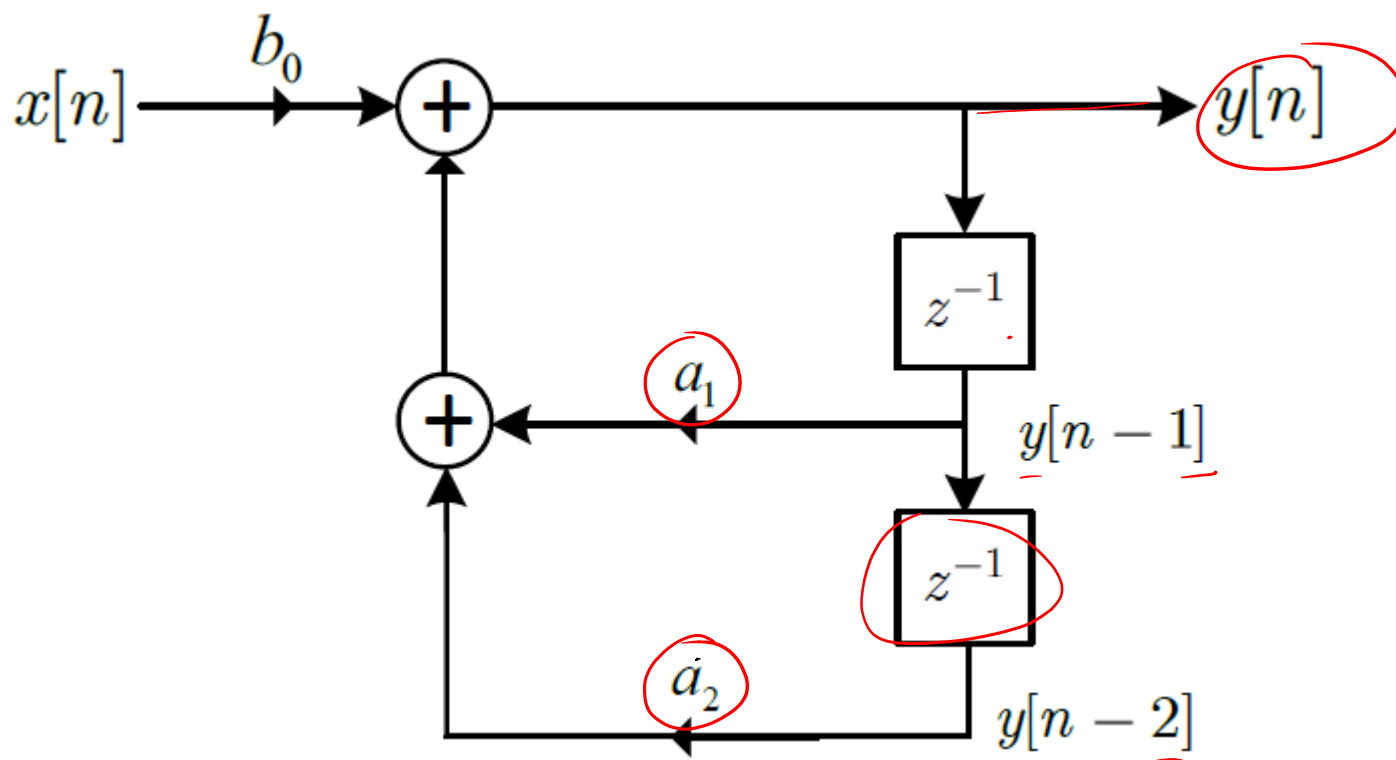 b₀
x[n] + y[n]
z⁻¹
a₁
+ y[n − 1]
z⁻¹
a₂
y[n − 2]